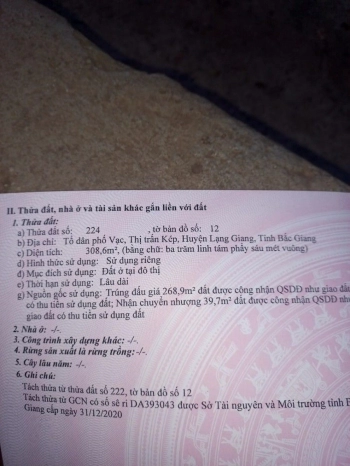 II. Thửa đất, nhà ở và tài sản khác gắn liền với đất
1. Thửa đất:
a) Thửa đất số: 224 , tờ bản đồ số: 12
b) Địa chỉ: Tổ dân phố Vạc, Thị trấn Kép, Huyện Lạng Giang, Tỉnh Bắc Giang
c) Diện tích: 308,6m², (bằng chữ: ba trăm linh tám phẩy sáu mét vuông)
d) Hình thức sử dụng: Sử dụng riêng
đ) Mục đích sử dụng: Đất ở tại đô thị
e) Thời hạn sử dụng: Lâu dài
g) Nguồn gốc sử dụng: Trúng đấu giá 268,9m² đất được công nhận QSDĐ như giao đất
có thu tiền sử dụng đất; Nhận chuyển nhượng 39,7m² đất được công nhận QSDĐ như
giao đất có thu tiền sử dụng đất
2. Nhà ở: -/-.
3. Công trình xây dựng khác: -/-.
4. Rừng sản xuất là rừng trồng: -/-.
5. Cây lâu năm: -/-.
6. Ghi chú:
Tách thửa từ thửa đất số 222, tờ bản đồ số 12
Tách thửa từ GCN có số sê ri DA393043 được Sở Tài nguyên và Môi trường tỉnh
Giang cấp ngày 31/12/2020